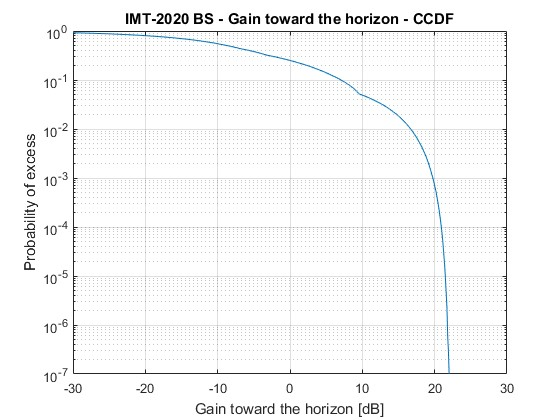 IMT-2020 BS - Gain toward the horizon - CCDF
Probability of excess
10^0
10^-1
10^-2
10^-3
10^-4
10^-5
10^-6
10^-7
-30 -20 -10 0 10 20 30
Gain toward the horizon [dB]